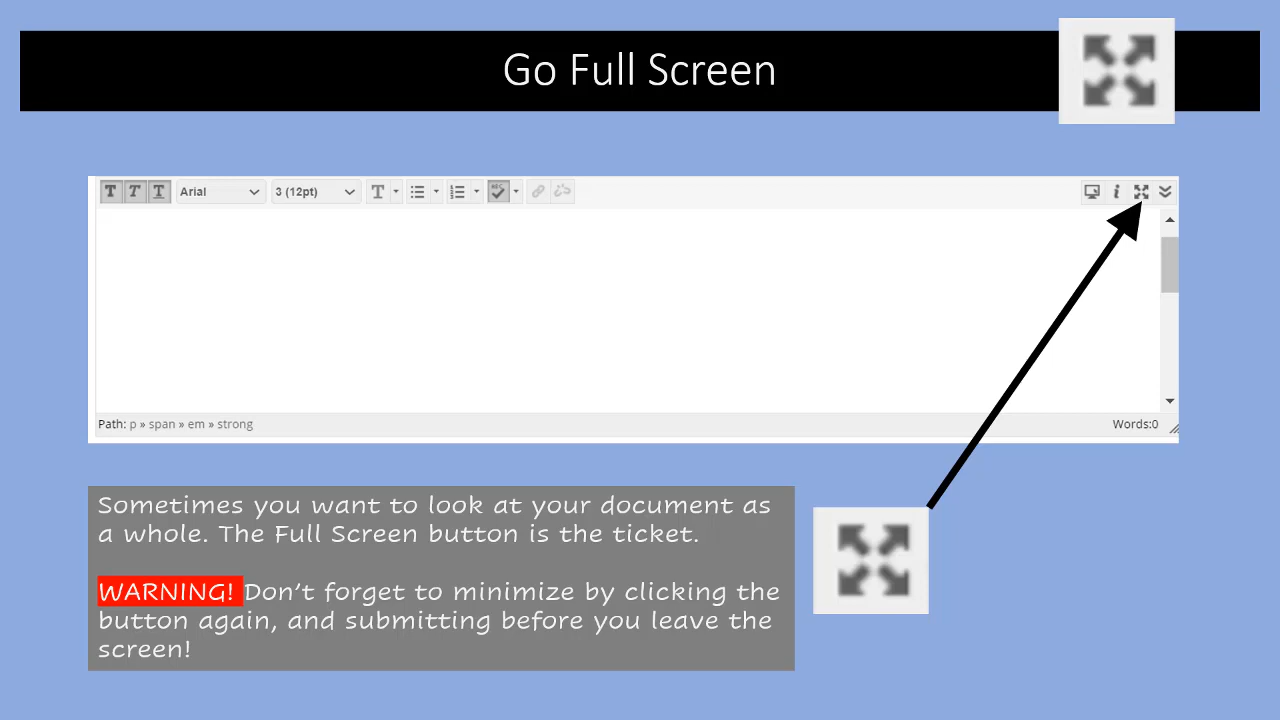 Go Full Screen
T T T Arial 3 (12pt) T ABC i
Path: p » span » em » strong Words:0
Sometimes you want to look at your document as
a whole. The Full Screen button is the ticket.
WARNING! Don’t forget to minimize by clicking the
button again, and submitting before you leave the
screen!